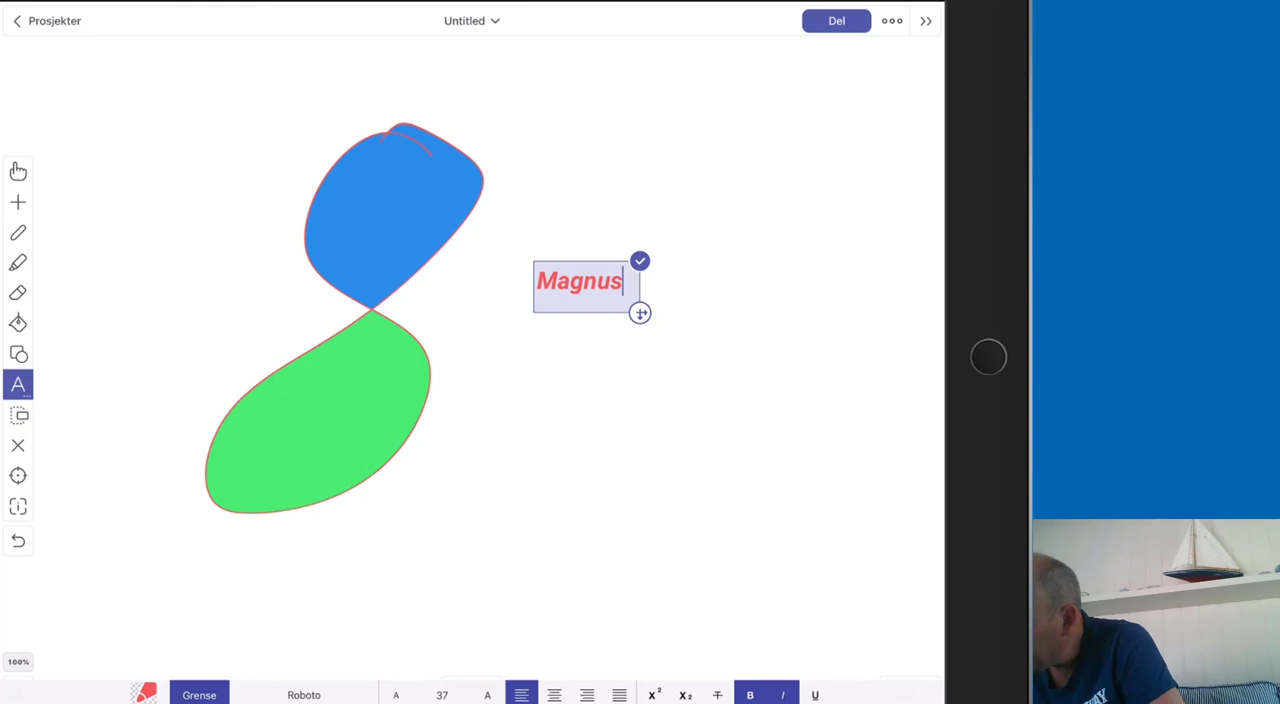 Prosjekter
Untitled
Del
Magnus
A
100%
Grense
Roboto
A
37
A
X²
X₂
T
B
I
U